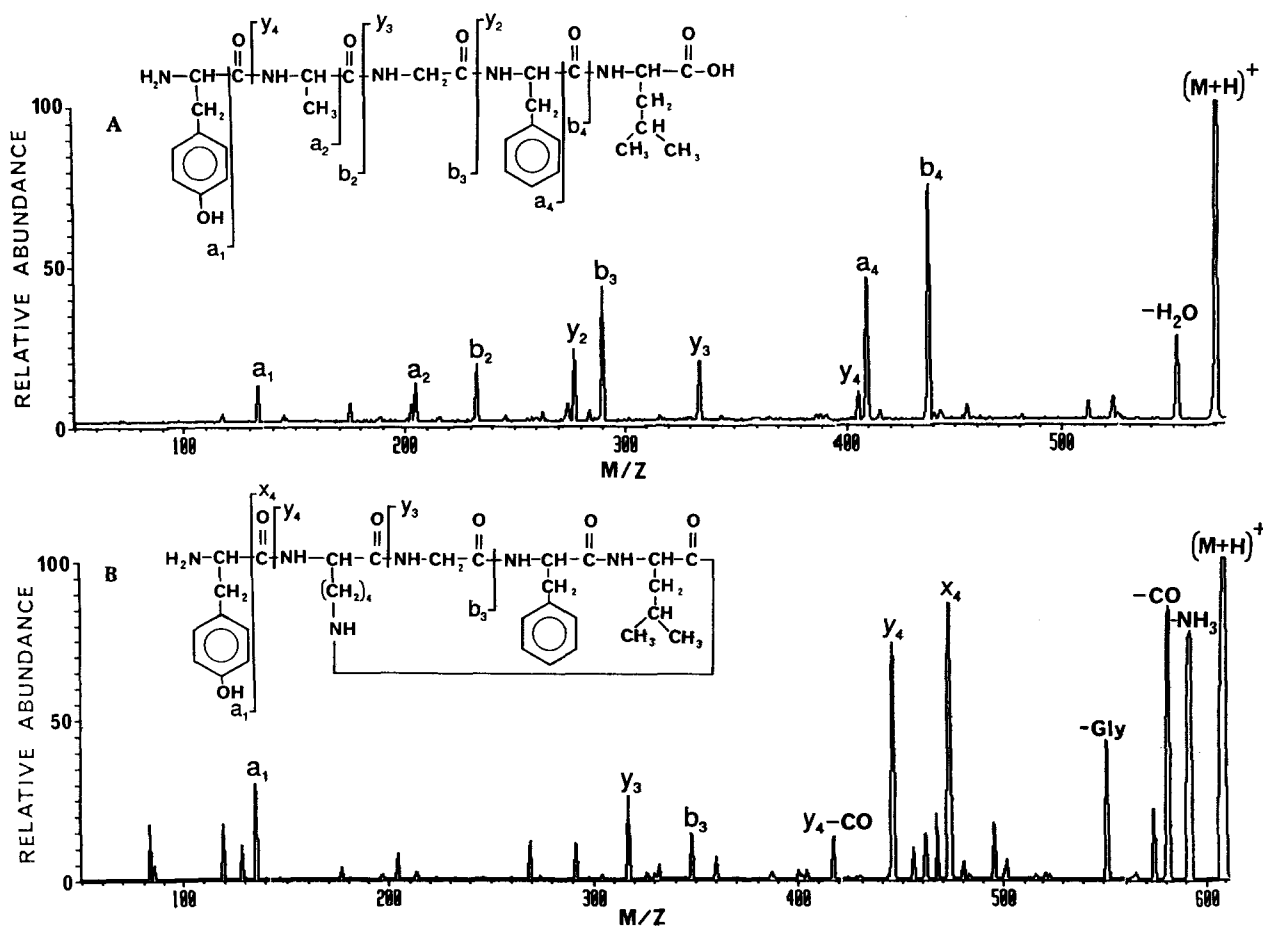 y₄ y₃ y₂
O O O O O
H₂N–CH–C–NH–CH–C–NH–CH₂–C–NH–CH–C–NH–CH–C–OH
CH₂ CH₃ CH₂ CH₂
CH
CH₃ CH₃
OH
a₁ a₂ b₂ b₃ a₄ b₄
A
RELATIVE ABUNDANCE
100
50
0
a₁ a₂ b₂ y₂ b₃ y₃ y₄ a₄ b₄ –H₂O (M+H)⁺
100 200 300 400 500
M/Z
x₄ y₄ y₃
O O O O O
H₂N–CH–C–NH–CH–C–NH–CH₂–C–NH–CH–C–NH–CH–C
CH₂ (CH₂)₄ CH₂ CH₂
NH CH
CH₃ CH₃
OH
a₁ b₃
B
RELATIVE ABUNDANCE
100
50
0
a₁ y₃ b₃ y₄–CO y₄ x₄ –Gly –CO –NH₃ (M+H)⁺
100 200 300 400 500 600
M/Z